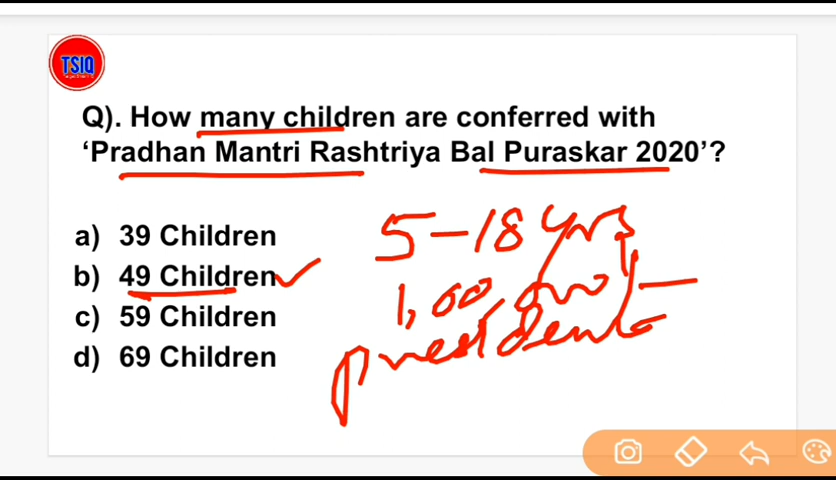 TSIQ
Q). How many children are conferred with
‘Pradhan Mantri Rashtriya Bal Puraskar 2020’?
a) 39 Children
b) 49 Children
c) 59 Children
d) 69 Children
5-18 yrs
1,00,000/-
president